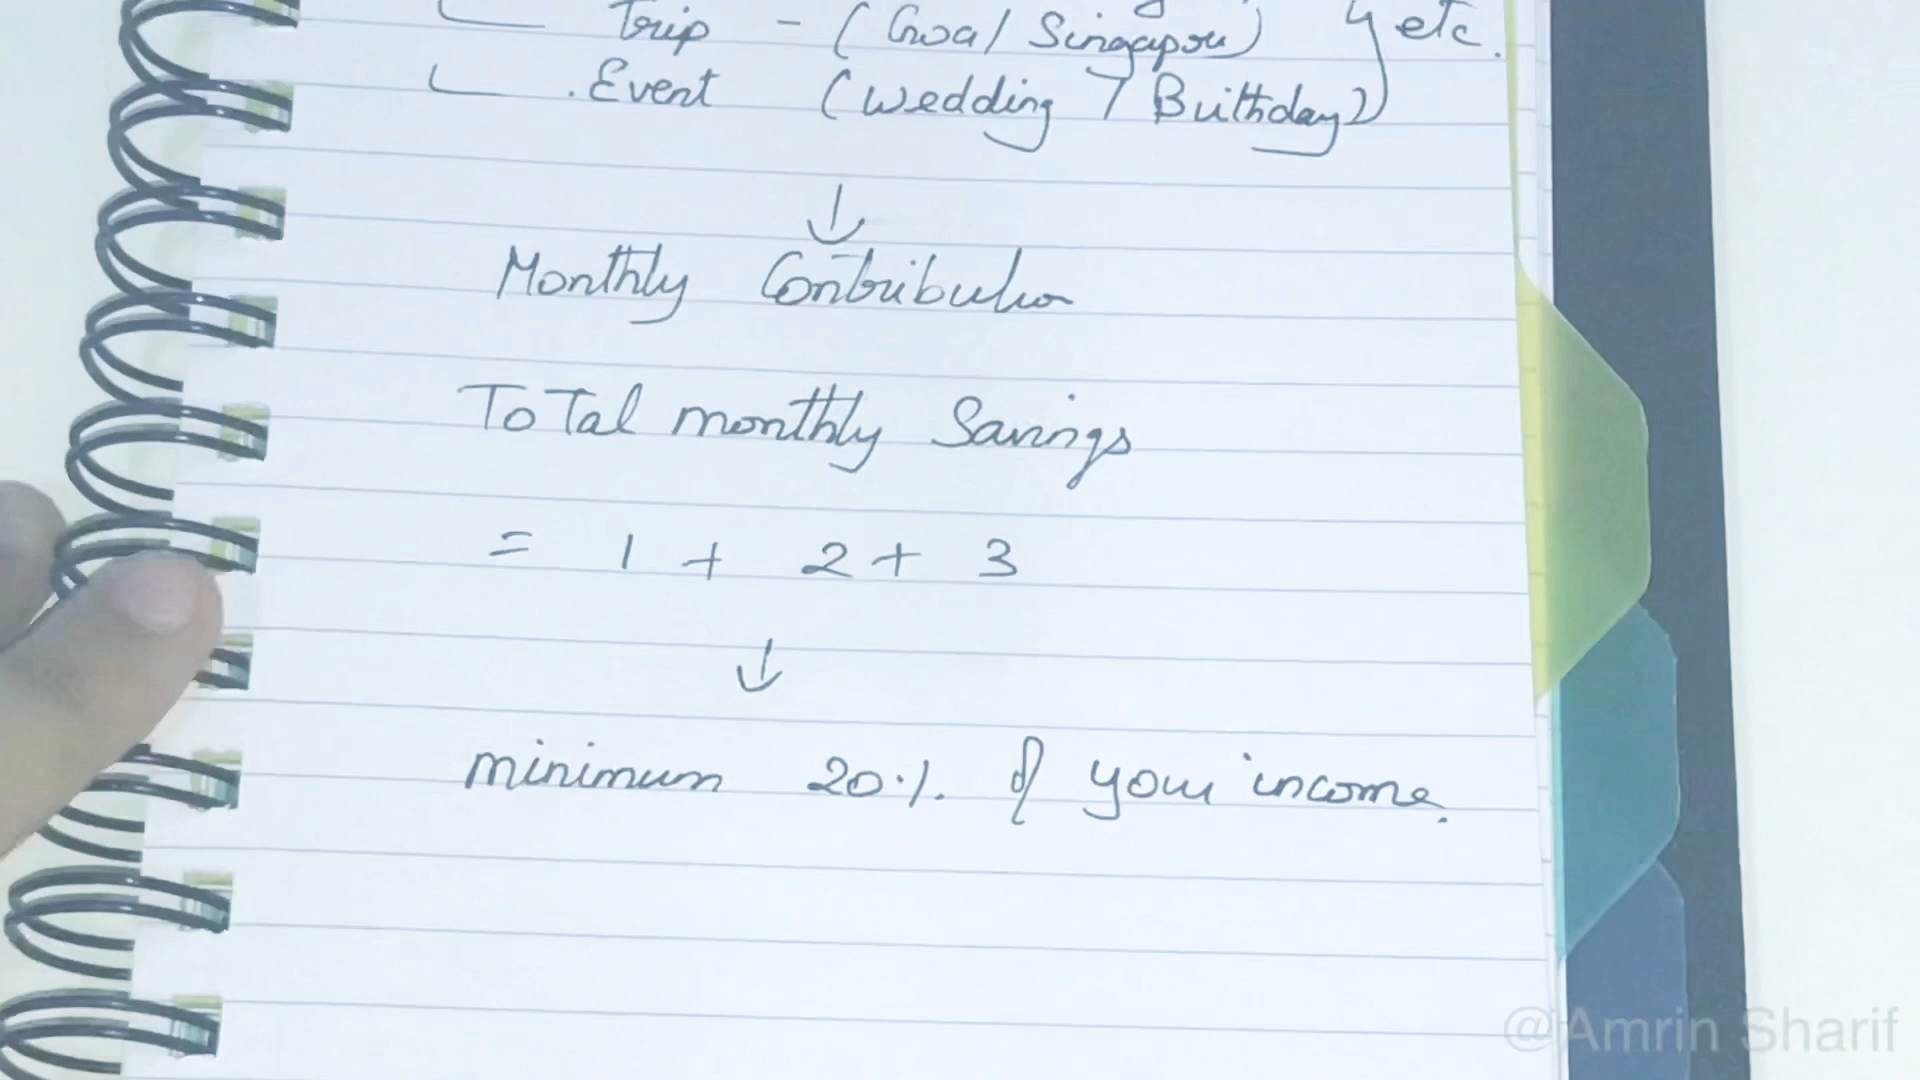 Trip - (Goa / Singapore) etc.
Event (Wedding / Birthday)
↓
Monthly Contribution
Total monthly Savings
= 1 + 2 + 3
↓
minimum 20% of your income.
@Amrin Sharif